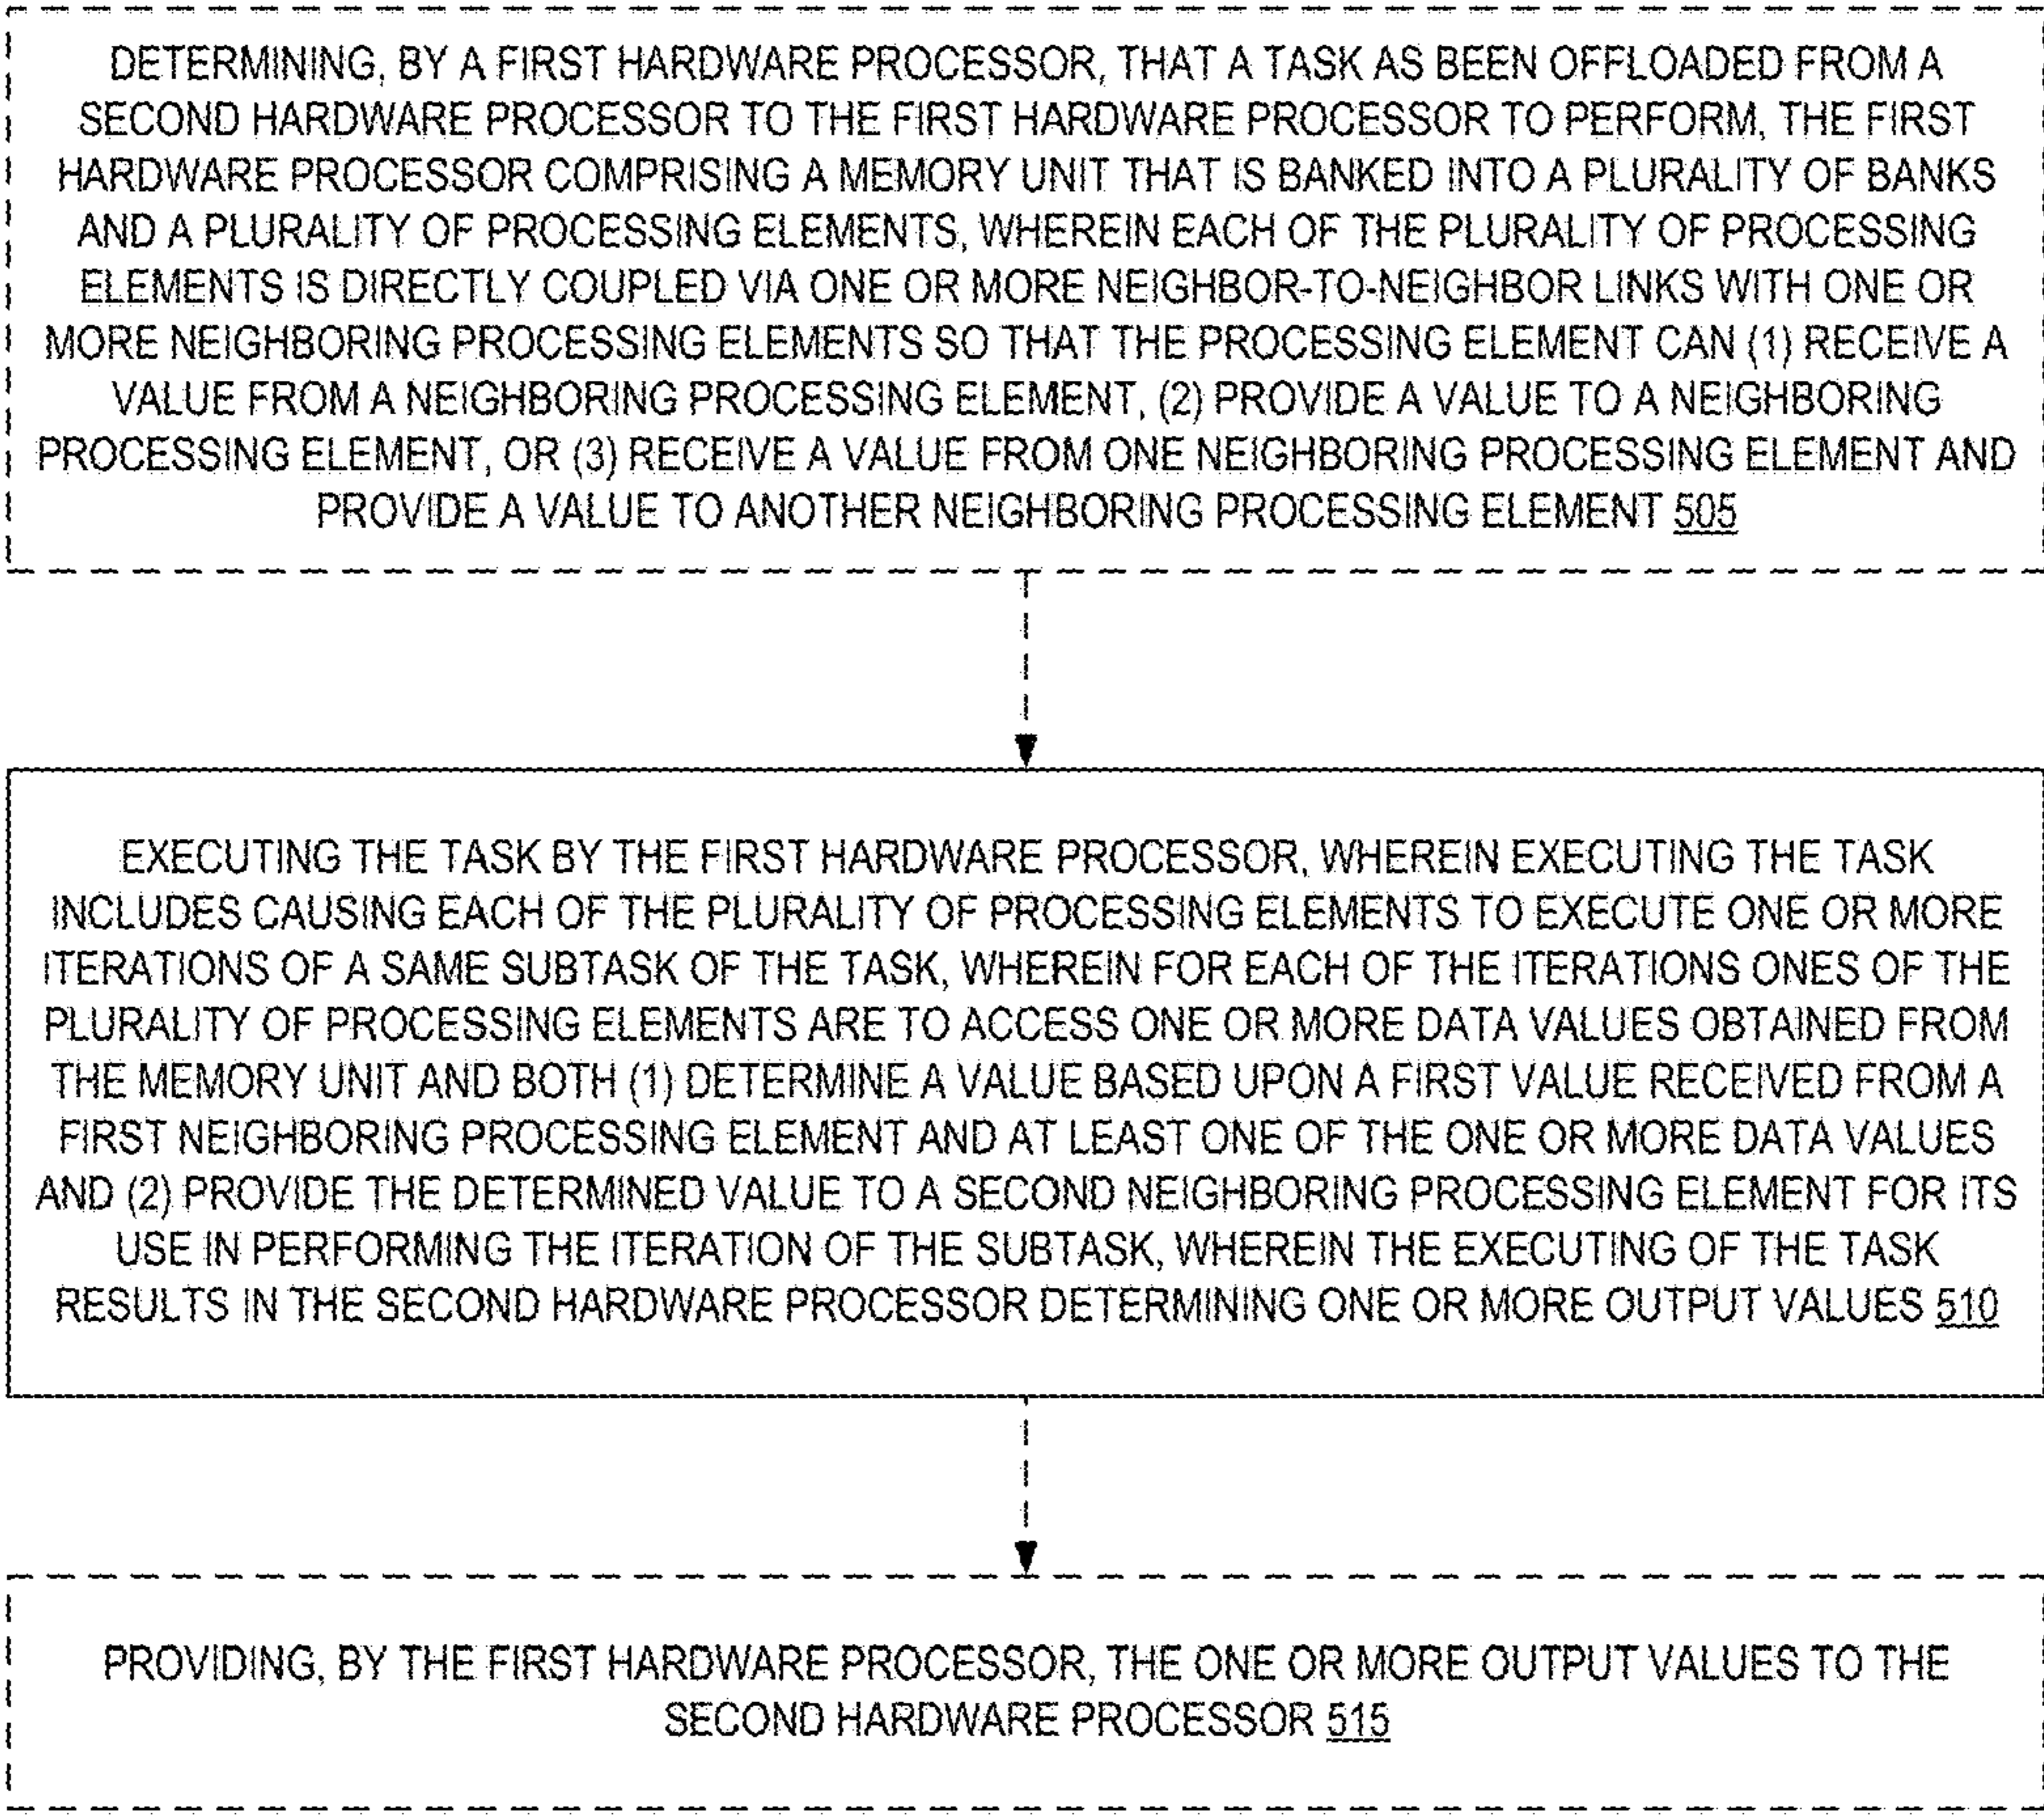 DETERMINING, BY A FIRST HARDWARE PROCESSOR, THAT A TASK AS BEEN OFFLOADED FROM A
SECOND HARDWARE PROCESSOR TO THE FIRST HARDWARE PROCESSOR TO PERFORM, THE FIRST
HARDWARE PROCESSOR COMPRISING A MEMORY UNIT THAT IS BANKED INTO A PLURALITY OF BANKS
AND A PLURALITY OF PROCESSING ELEMENTS, WHEREIN EACH OF THE PLURALITY OF PROCESSING
ELEMENTS IS DIRECTLY COUPLED VIA ONE OR MORE NEIGHBOR-TO-NEIGHBOR LINKS WITH ONE OR
MORE NEIGHBORING PROCESSING ELEMENTS SO THAT THE PROCESSING ELEMENT CAN (1) RECEIVE A
VALUE FROM A NEIGHBORING PROCESSING ELEMENT, (2) PROVIDE A VALUE TO A NEIGHBORING
PROCESSING ELEMENT, OR (3) RECEIVE A VALUE FROM ONE NEIGHBORING PROCESSING ELEMENT AND
PROVIDE A VALUE TO ANOTHER NEIGHBORING PROCESSING ELEMENT 505
EXECUTING THE TASK BY THE FIRST HARDWARE PROCESSOR, WHEREIN EXECUTING THE TASK
INCLUDES CAUSING EACH OF THE PLURALITY OF PROCESSING ELEMENTS TO EXECUTE ONE OR MORE
ITERATIONS OF A SAME SUBTASK OF THE TASK, WHEREIN FOR EACH OF THE ITERATIONS ONES OF THE
PLURALITY OF PROCESSING ELEMENTS ARE TO ACCESS ONE OR MORE DATA VALUES OBTAINED FROM
THE MEMORY UNIT AND BOTH (1) DETERMINE A VALUE BASED UPON A FIRST VALUE RECEIVED FROM A
FIRST NEIGHBORING PROCESSING ELEMENT AND AT LEAST ONE OF THE ONE OR MORE DATA VALUES
AND (2) PROVIDE THE DETERMINED VALUE TO A SECOND NEIGHBORING PROCESSING ELEMENT FOR ITS
USE IN PERFORMING THE ITERATION OF THE SUBTASK, WHEREIN THE EXECUTING OF THE TASK
RESULTS IN THE SECOND HARDWARE PROCESSOR DETERMINING ONE OR MORE OUTPUT VALUES 510
PROVIDING, BY THE FIRST HARDWARE PROCESSOR, THE ONE OR MORE OUTPUT VALUES TO THE
SECOND HARDWARE PROCESSOR 515